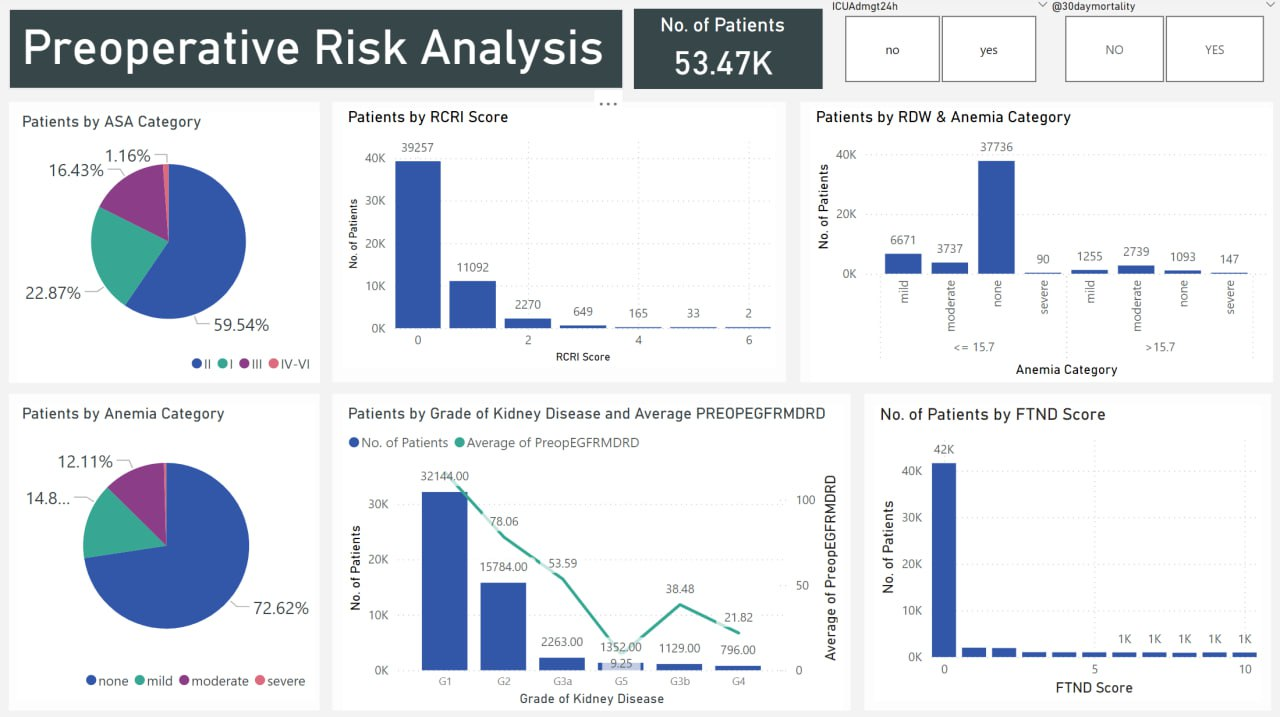 Preoperative Risk Analysis
No. of Patients
53.47K
ICUAdmgt24h
no
yes
@30daymortality
NO
YES
Patients by ASA Category
1.16%
16.43%
22.87%
59.54%
II I III IV-VI
Patients by RCRI Score
No. of Patients
40K
30K
20K
10K
0K
39257
11092
2270
649
165
33
2
0 2 4 6
RCRI Score
Patients by RDW & Anemia Category
No. of Patients
40K
20K
0K
6671
3737
37736
90
1255
2739
1093
147
mild
moderate
none
severe
mild
moderate
none
severe
<= 15.7
>15.7
Anemia Category
Patients by Anemia Category
12.11%
14.8...
72.62%
none mild moderate severe
Patients by Grade of Kidney Disease and Average PREOPEGFRMDRD
No. of Patients Average of PreopEGFRMDRD
No. of Patients
30K
20K
10K
0K
32144.00
78.06
15784.00
53.59
2263.00
1352.00
9.25
38.48
1129.00
21.82
796.00
100
50
0
Average of PreopEGFRMDRD
G1 G2 G3a G5 G3b G4
Grade of Kidney Disease
No. of Patients by FTND Score
No. of Patients
40K
30K
20K
10K
0K
42K
1K 1K 1K 1K 1K
0 5 10
FTND Score